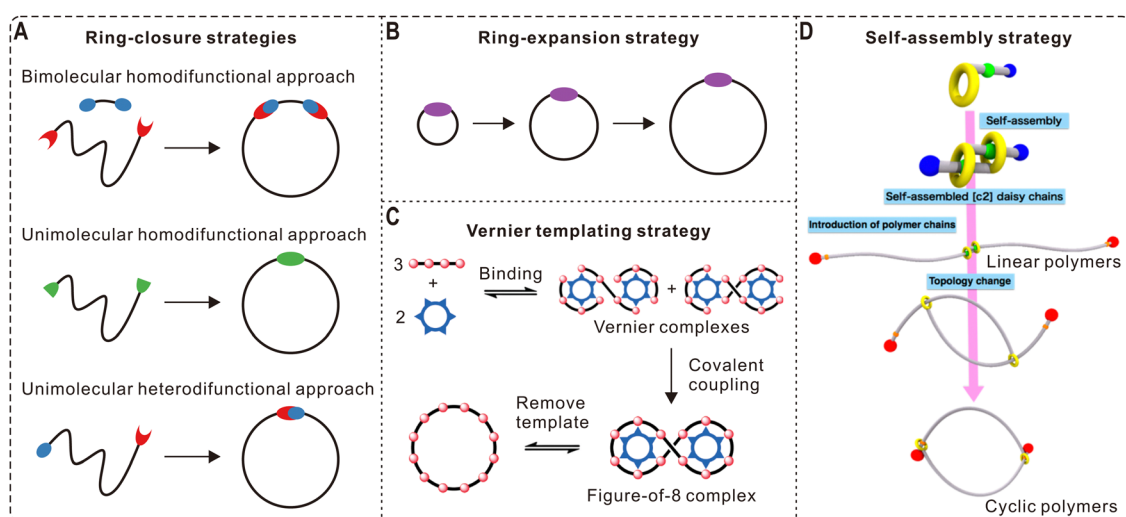 A
Ring-closure strategies
Bimolecular homodifunctional approach
Unimolecular homodifunctional approach
Unimolecular heterodifunctional approach
B
Ring-expansion strategy
C
Vernier templating strategy
3
+
2
Binding
+
Vernier complexes
Covalent
coupling
Remove
template
Figure-of-8 complex
D
Self-assembly strategy
Self-assembly
Self-assembled [c2] daisy chains
Introduction of polymer chains
Linear polymers
Topology change
Cyclic polymers